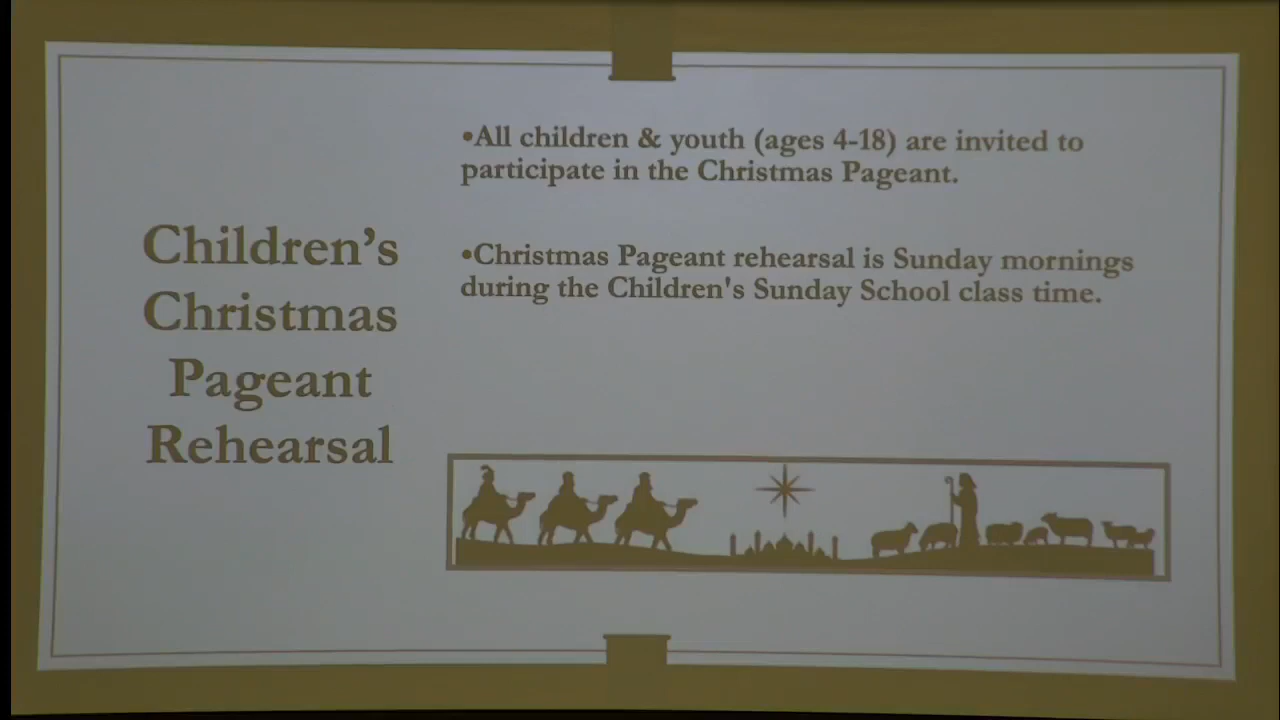 Children's
Christmas
Pageant
Rehearsal
•All children & youth (ages 4-18) are invited to
participate in the Christmas Pageant.
•Christmas Pageant rehearsal is Sunday mornings
during the Children's Sunday School class time.